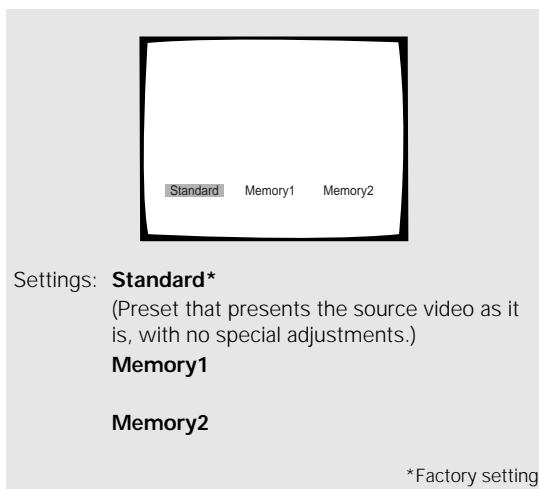 Standard Memory1 Memory2
Settings: Standard*
(Preset that presents the source video as it
is, with no special adjustments.)
Memory1
Memory2
*Factory setting